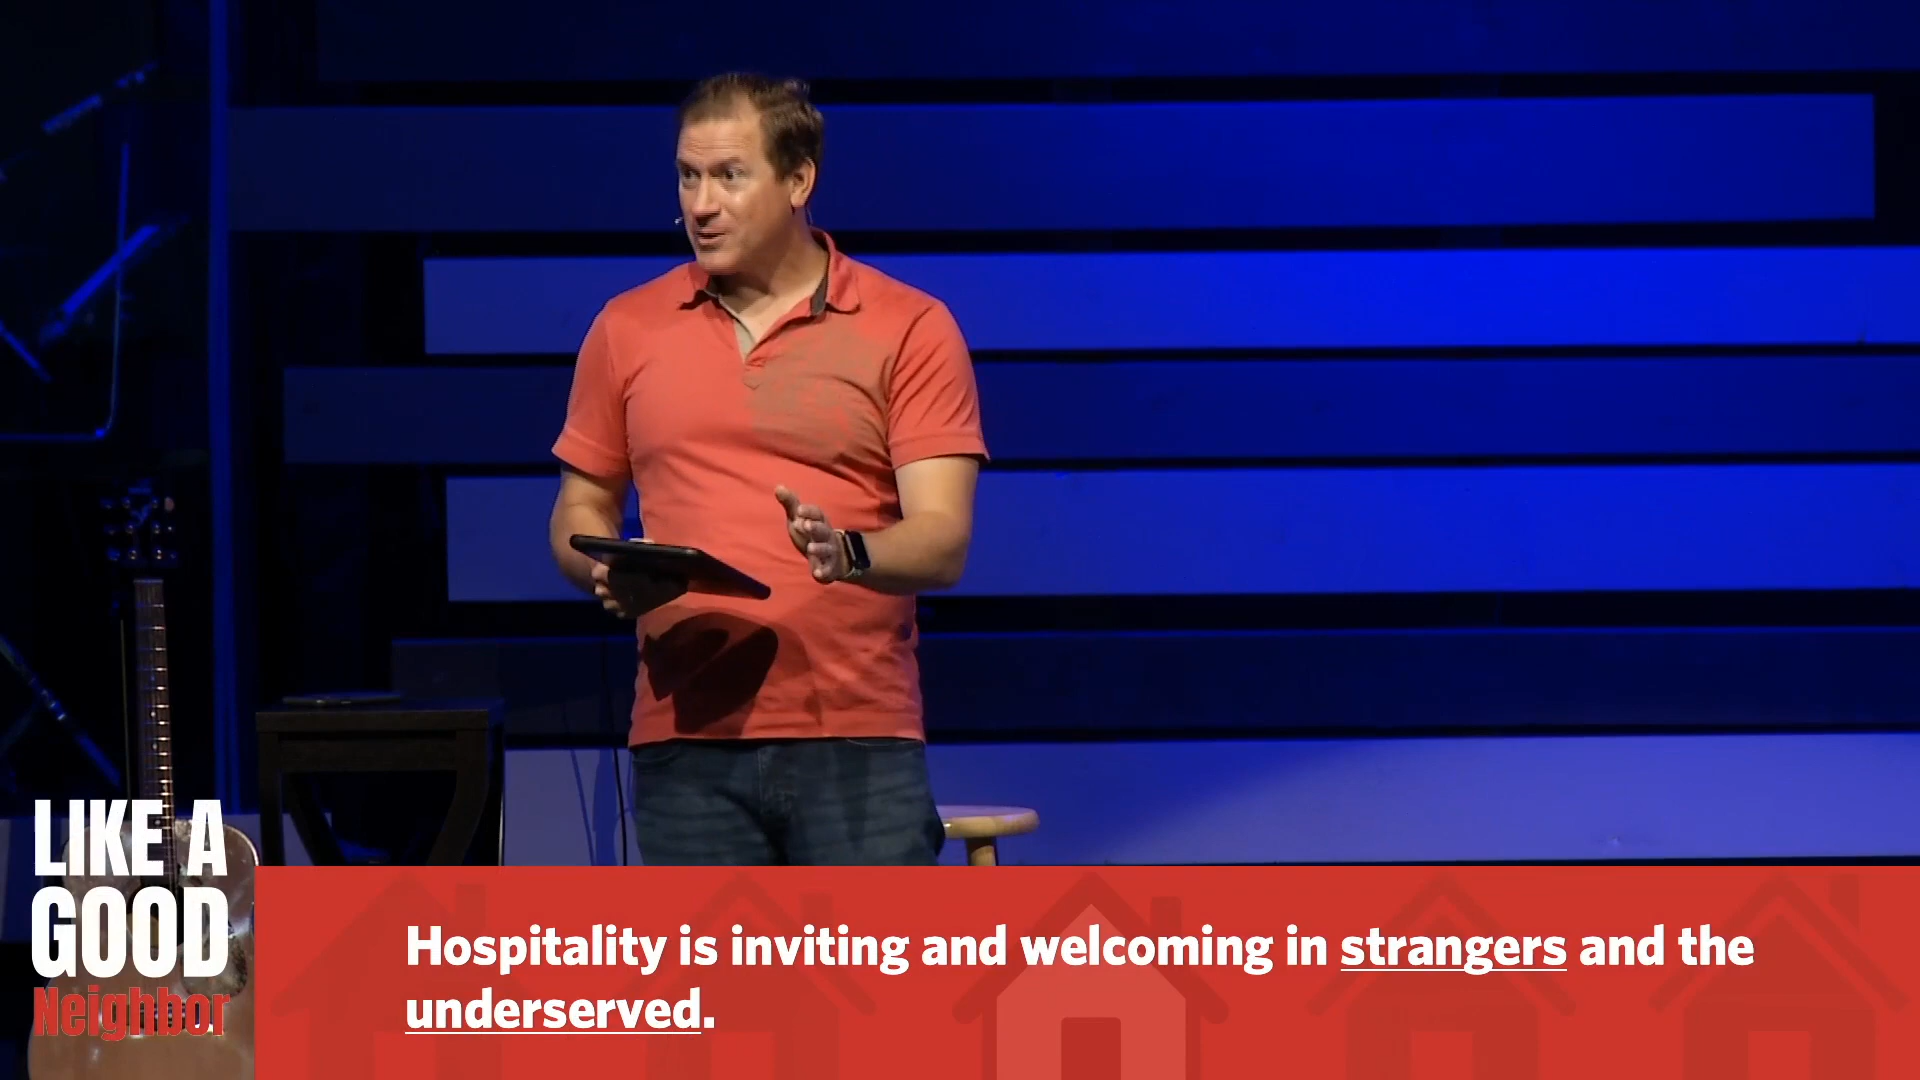 LIKE A
GOOD
Neighbor
Hospitality is inviting and welcoming in strangers and the
underserved.